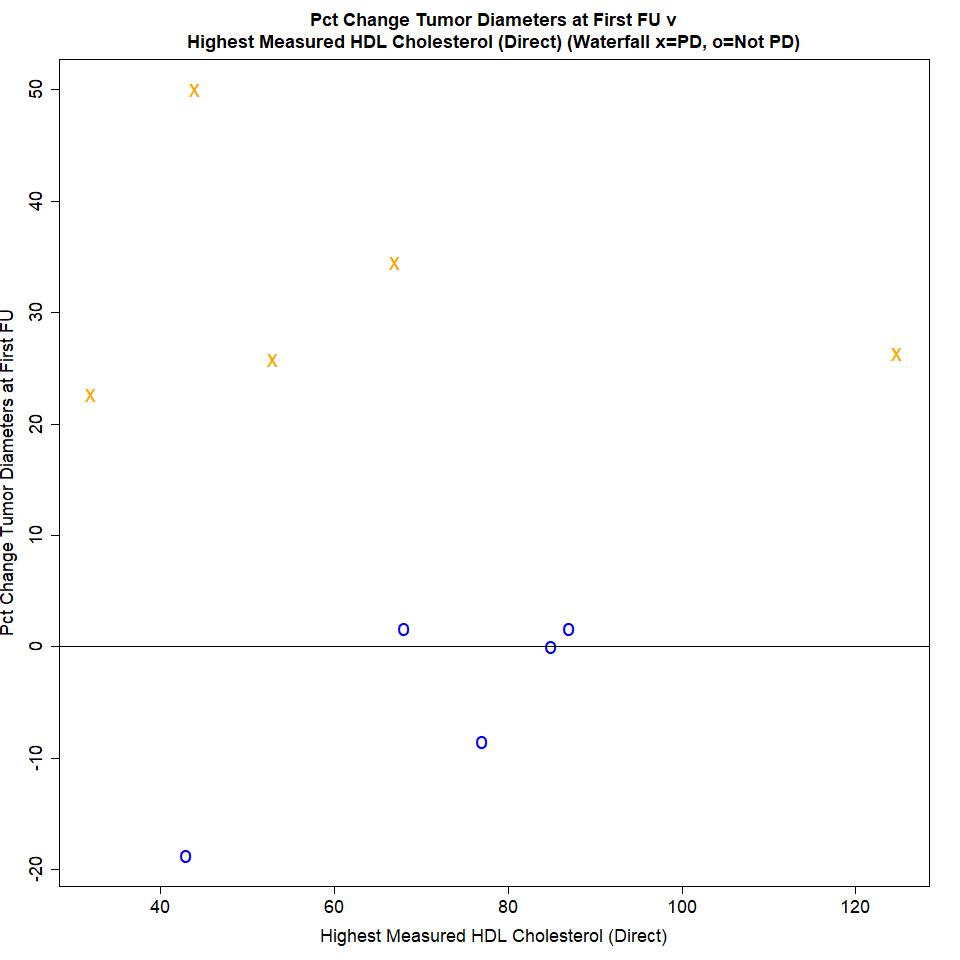 Pct Change Tumor Diameters at First FU v
Highest Measured HDL Cholesterol (Direct) (Waterfall x=PD, o=Not PD)
Pct Change Tumor Diameters at First FU
50
40
30
20
10
0
-10
-20
X
X
X
X
X
O
O
O
O
O
40 60 80 100 120
Highest Measured HDL Cholesterol (Direct)